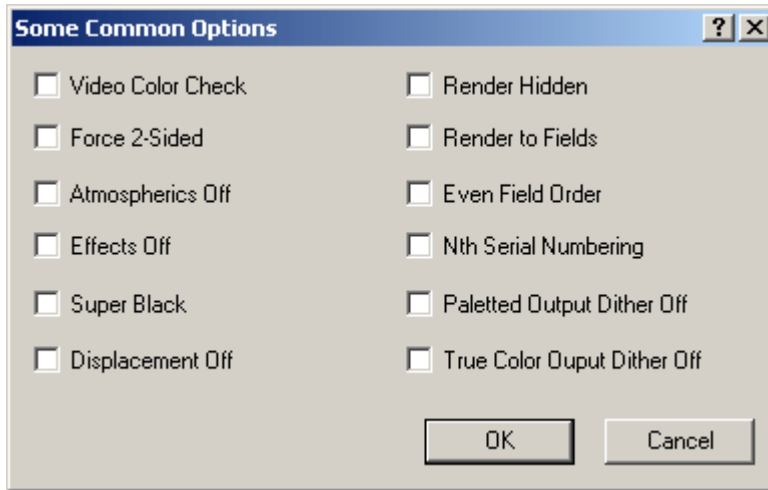 Some Common Options
Video Color Check
Render Hidden
Force 2-Sided
Render to Fields
Atmospherics Off
Even Field Order
Effects Off
Nth Serial Numbering
Super Black
Paletted Output Dither Off
Displacement Off
True Color Ouput Dither Off
OK
Cancel